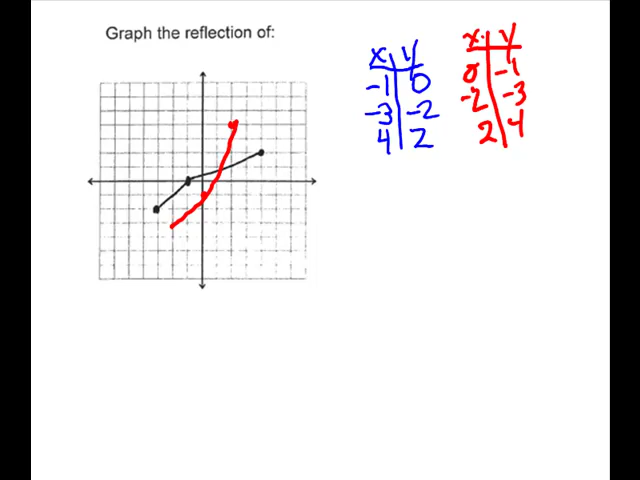 Graph the reflection of:
x y
-1 0
-3 -2
4 2
x y
0 -1
-2 -3
2 4